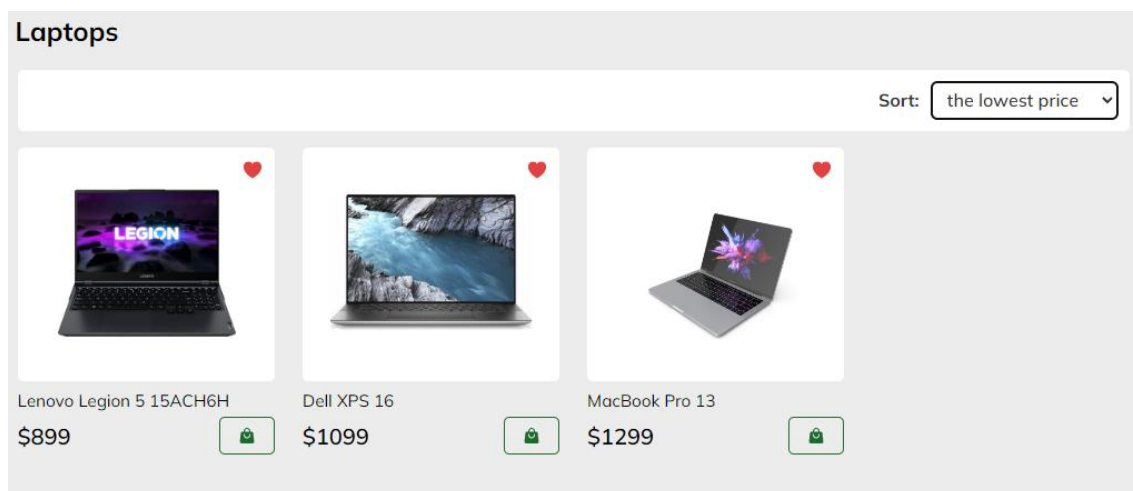 Laptops
Sort: the lowest price
LEGION
Lenovo Legion 5 15ACH6H
Dell XPS 16
MacBook Pro 13
$899
$1099
$1299